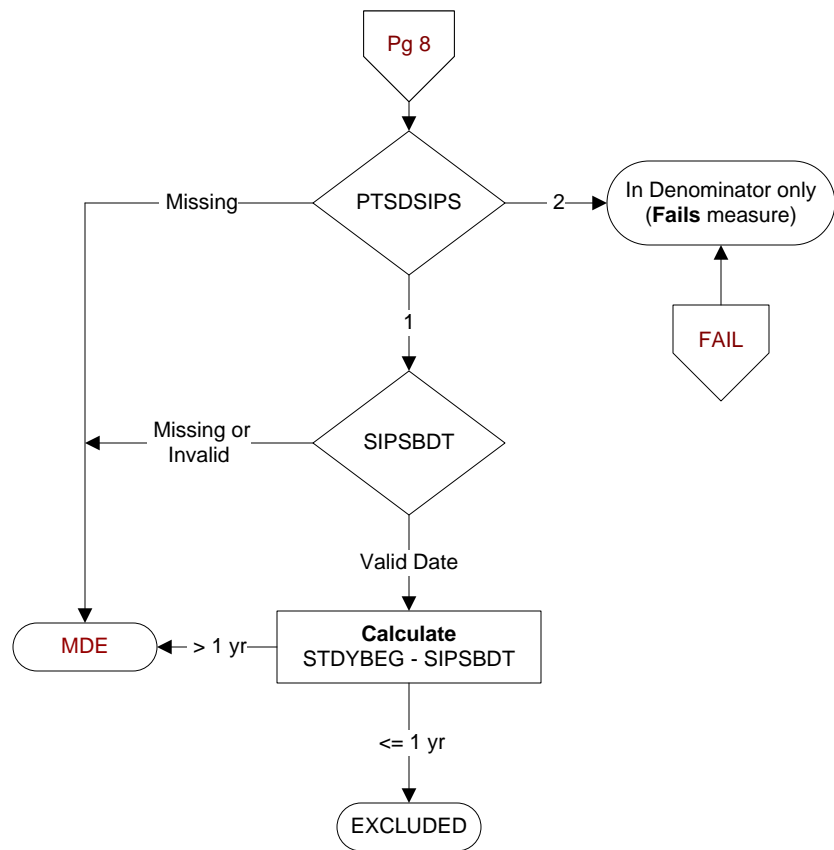 Pg 8
Missing
PTSDSIPS
2
In Denominator only
(Fails measure)
1
FAIL
Missing or
Invalid
SIPSBDT
Valid Date
MDE
> 1 yr
Calculate
STDYBEG - SIPSBDT
<= 1 yr
EXCLUDED